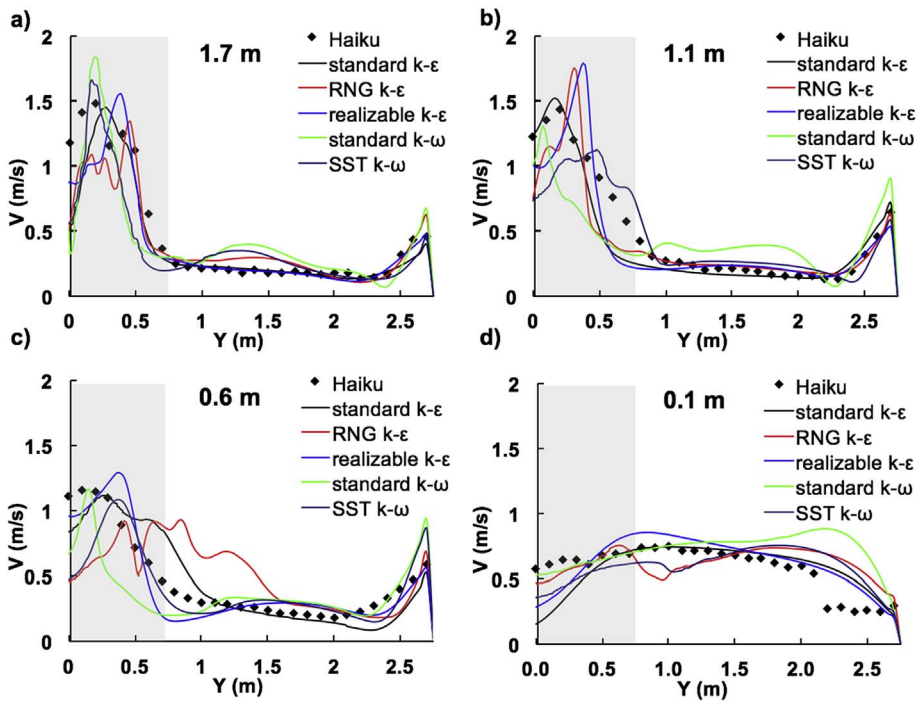 a)
1.7 m
2
1.5
1
0.5
0
V (m/s)
0
0.5
1
1.5
2
2.5
Y (m)
Haiku
standard k-ε
RNG k-ε
realizable k-ε
standard k-ω
SST k-ω
b)
1.1 m
2
1.5
1
0.5
0
V (m/s)
0
0.5
1
1.5
2
2.5
Y (m)
Haiku
standard k-ε
RNG k-ε
realizable k-ε
standard k-ω
SST k-ω
c)
0.6 m
2
1.5
1
0.5
0
V (m/s)
0
0.5
1
1.5
2
2.5
Y (m)
Haiku
standard k-ε
RNG k-ε
realizable k-ε
standard k-ω
SST k-ω
d)
0.1 m
2
1.5
1
0.5
0
V (m/s)
0.0
0.5
1.0
1.5
2.0
2.5
Y (m)
Haiku
standard k-ε
RNG k-ε
realizable k-ε
standard k-ω
SST k-ω